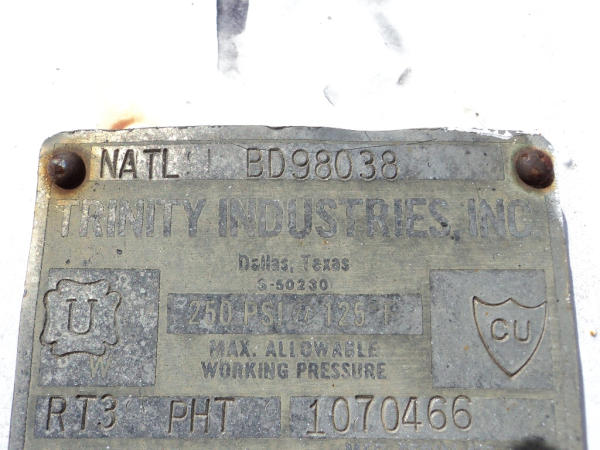 NATL BD98038
TRINITY INDUSTRIES, INC
Dallas, Texas
S-50230
U 250 PSI @ 125 F CU
W MAX. ALLOWABLE
WORKING PRESSURE
RT3 PHT 1070466